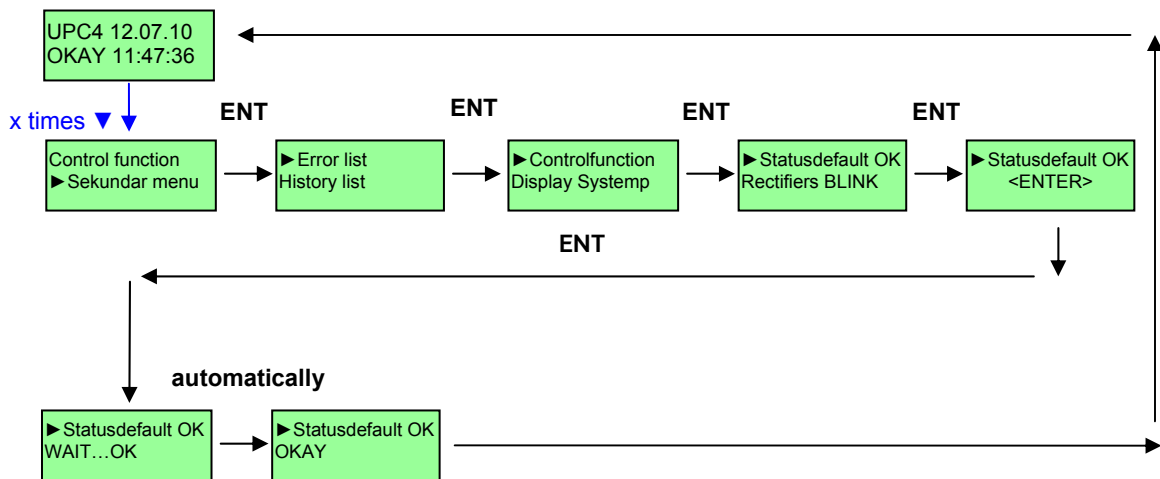 UPC4 12.07.10
OKAY 11:47:36
x times ▼
ENT
ENT
ENT
ENT
Control function
►Sekundar menu
►Error list
History list
►Controlfunction
Display Systemp
►Statusdefault OK
Rectifiers BLINK
►Statusdefault OK
<ENTER>
ENT
automatically
►Statusdefault OK
WAIT…OK
►Statusdefault OK
OKAY